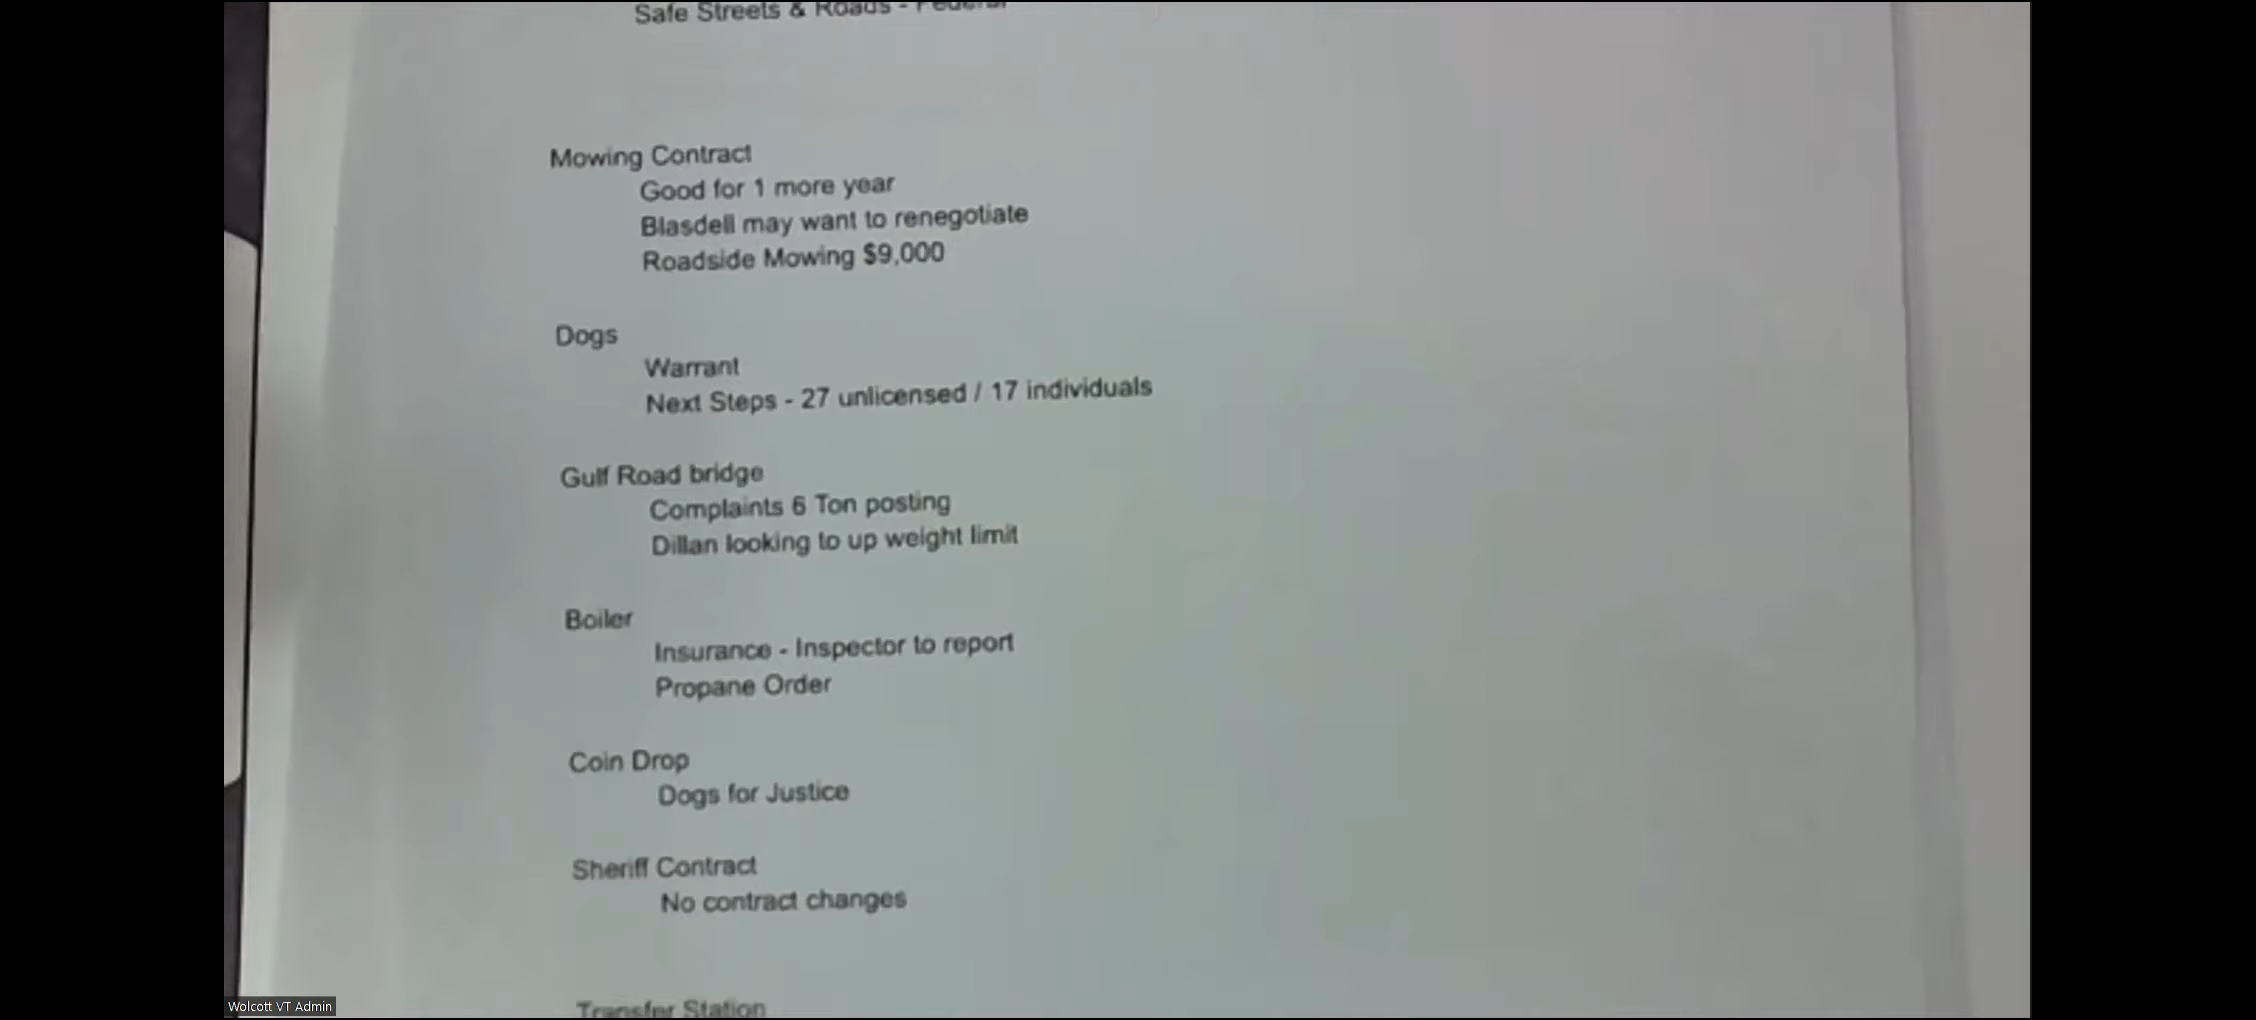 Safe Streets & Roads - Federal
Mowing Contract
Good for 1 more year
Blasdell may want to renegotiate
Roadside Mowing $9,000
Dogs
Warrant
Next Steps - 27 unlicensed / 17 individuals
Gulf Road bridge
Complaints 6 Ton posting
Dillan looking to up weight limit
Boiler
Insurance - Inspector to report
Propane Order
Coin Drop
Dogs for Justice
Sheriff Contract
No contract changes
Transfer Station
Wolcott VT Admin